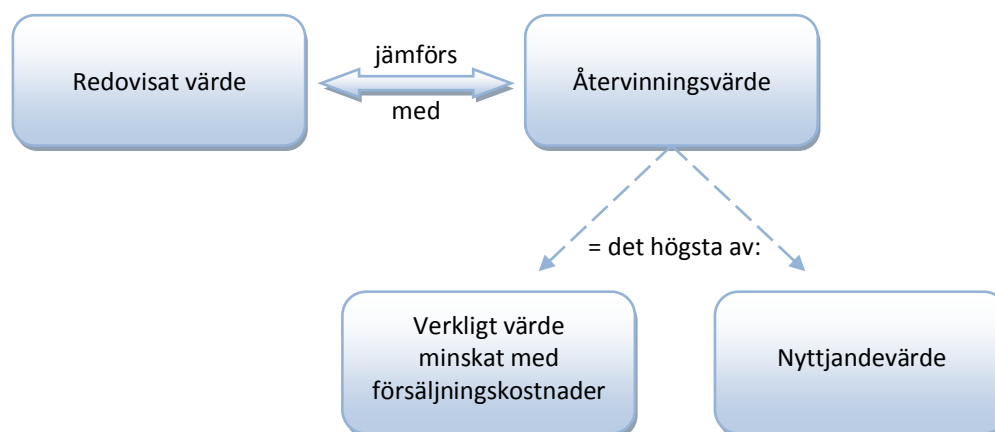 Redovisat värde
jämförs
med
Återvinningsvärde
= det högsta av:
Verkligt värde
minskat med
försäljningskostnader
Nyttjandevärde